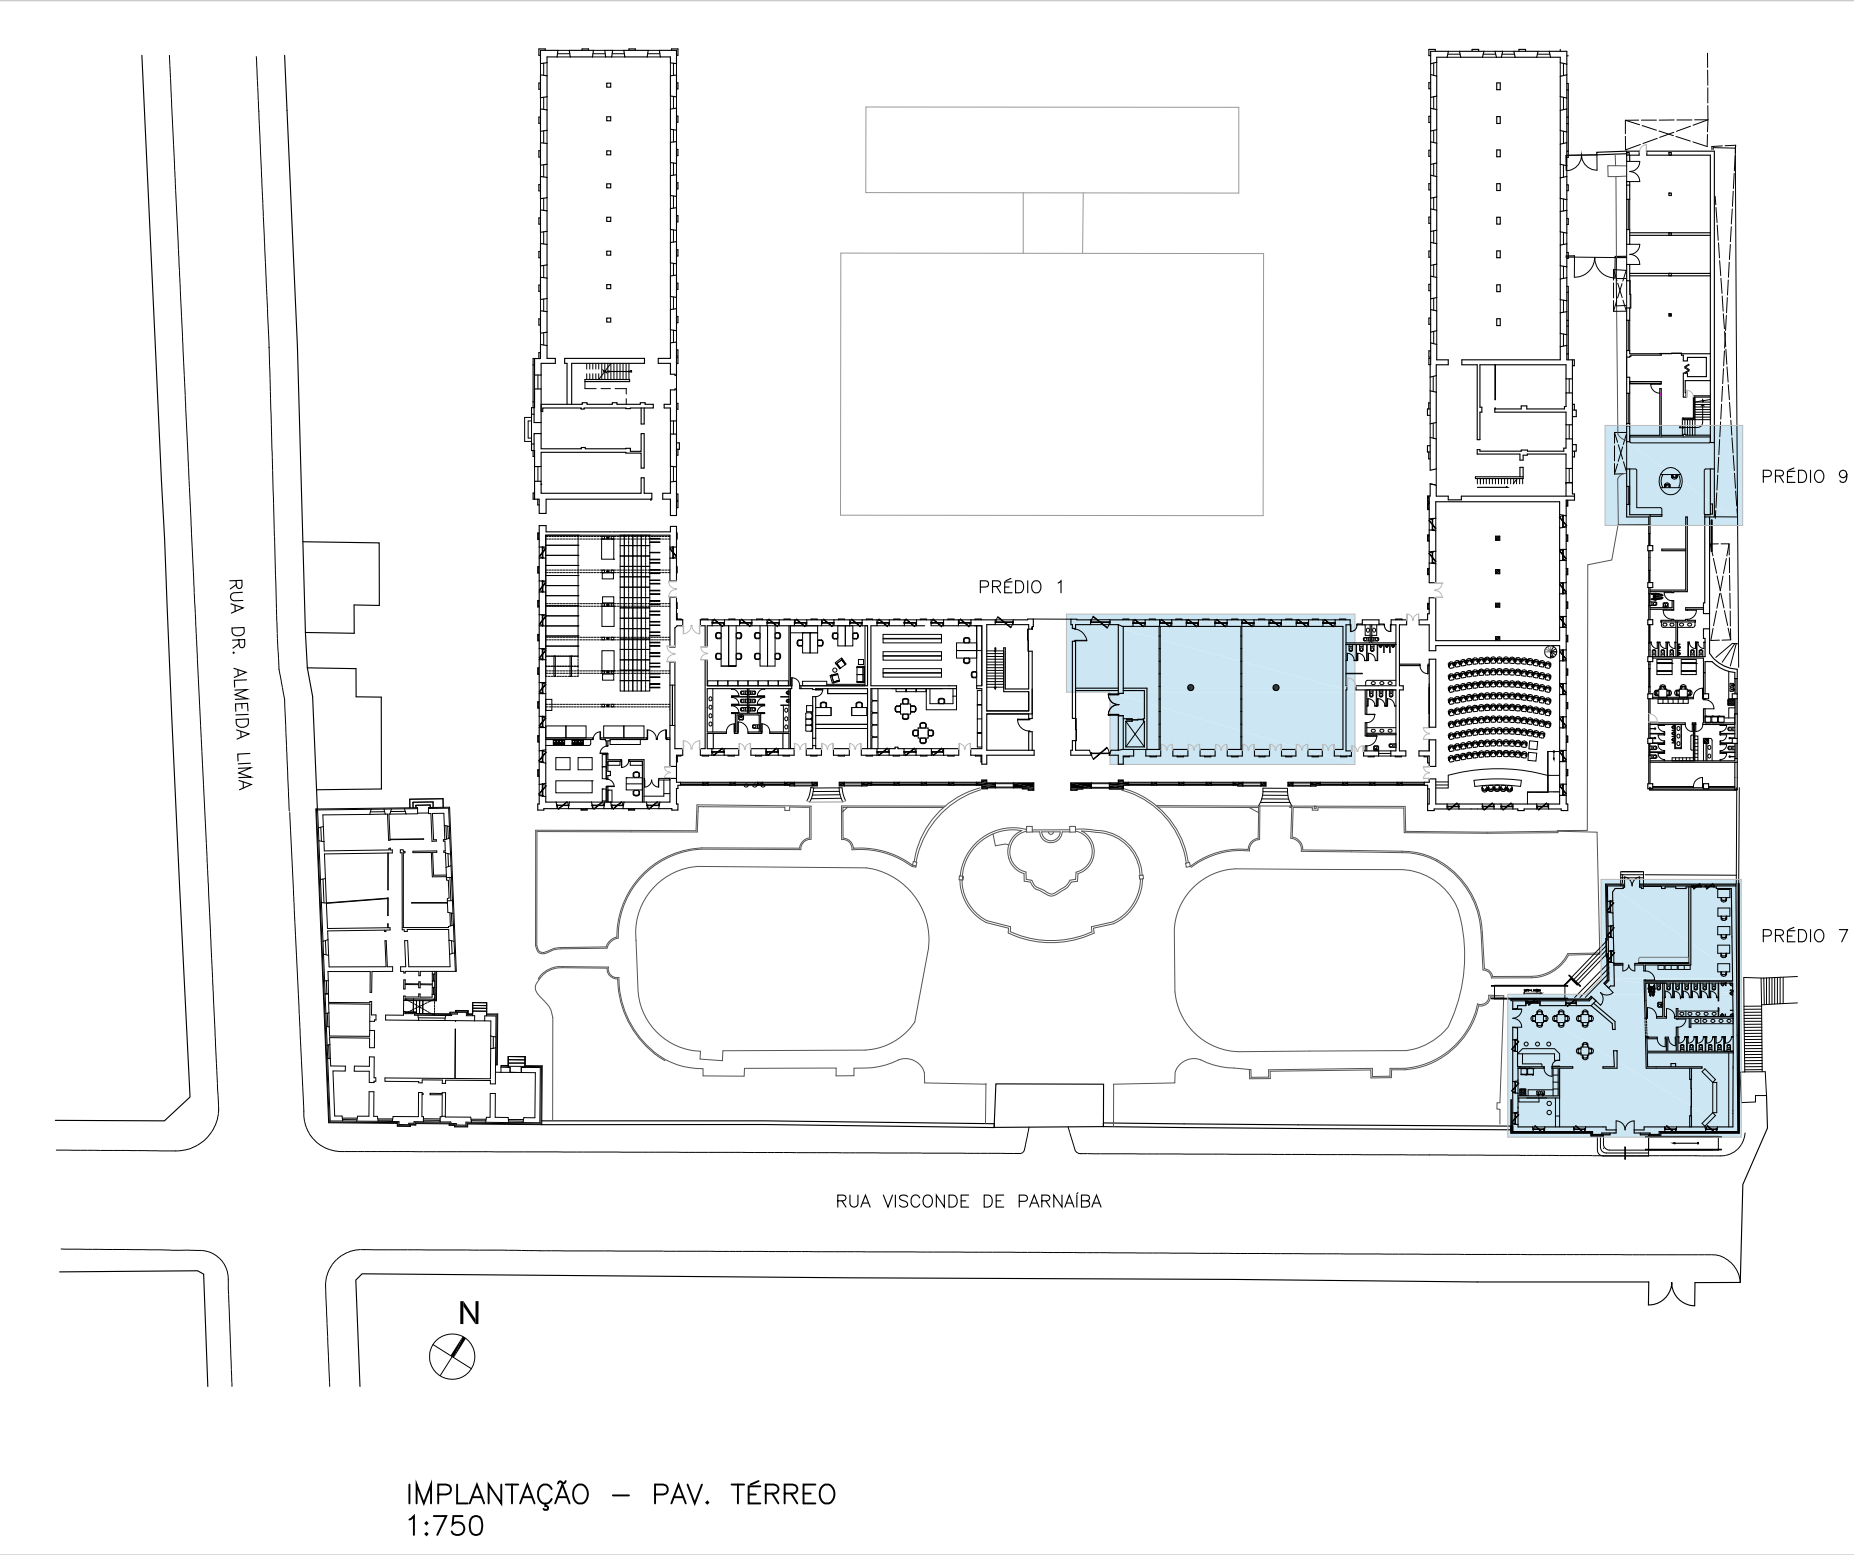 PRÉDIO 9
PRÉDIO 1
RUA DR. ALMEIDA LIMA
PRÉDIO 7
RUA VISCONDE DE PARNAÍBA
N
IMPLANTAÇÃO – PAV. TÉRREO
1:750